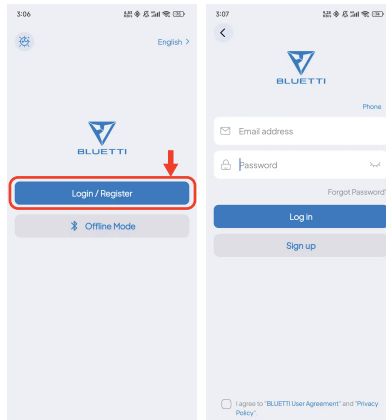 3:06
English >
BLUETTI
Login / Register
Offline Mode
3:07
BLUETTI
Phone
Email address
Password
Forgot Password?
Log in
Sign up
I agree to "BLUETTI User Agreement" and "Privacy
Policy".